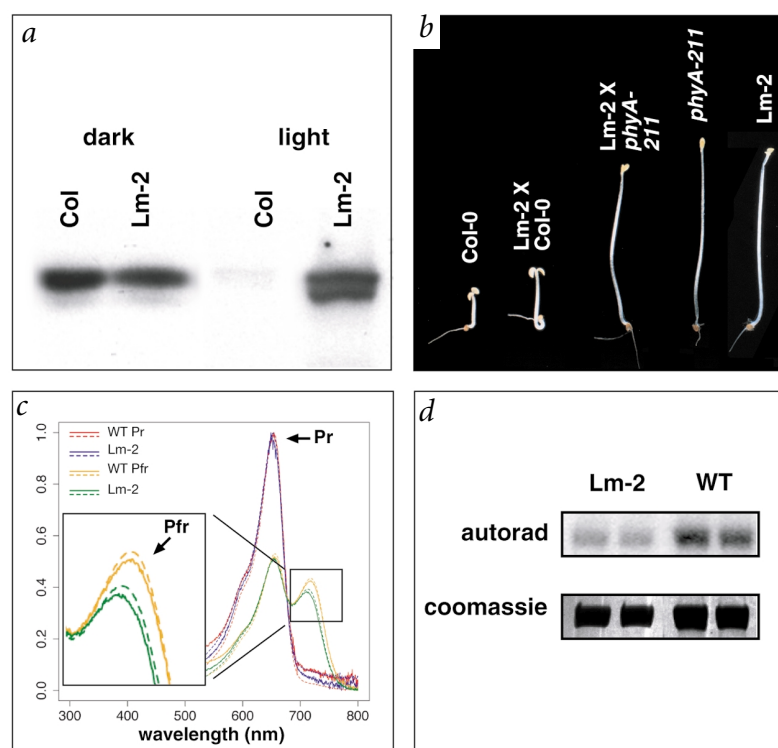 a
dark
light
Col
Lm-2
Col
Lm-2
b
Col-0
Lm-2 X
Col-0
Lm-2 X
phyA-
211
phyA-211
Lm-2
c
WT Pr
Lm-2
WT Pfr
Lm-2
Pr
Pfr
1.0
0.8
0.6
0.4
0.2
0.0
300
400
500
600
700
800
wavelength (nm)
d
Lm-2
WT
autorad
coomassie